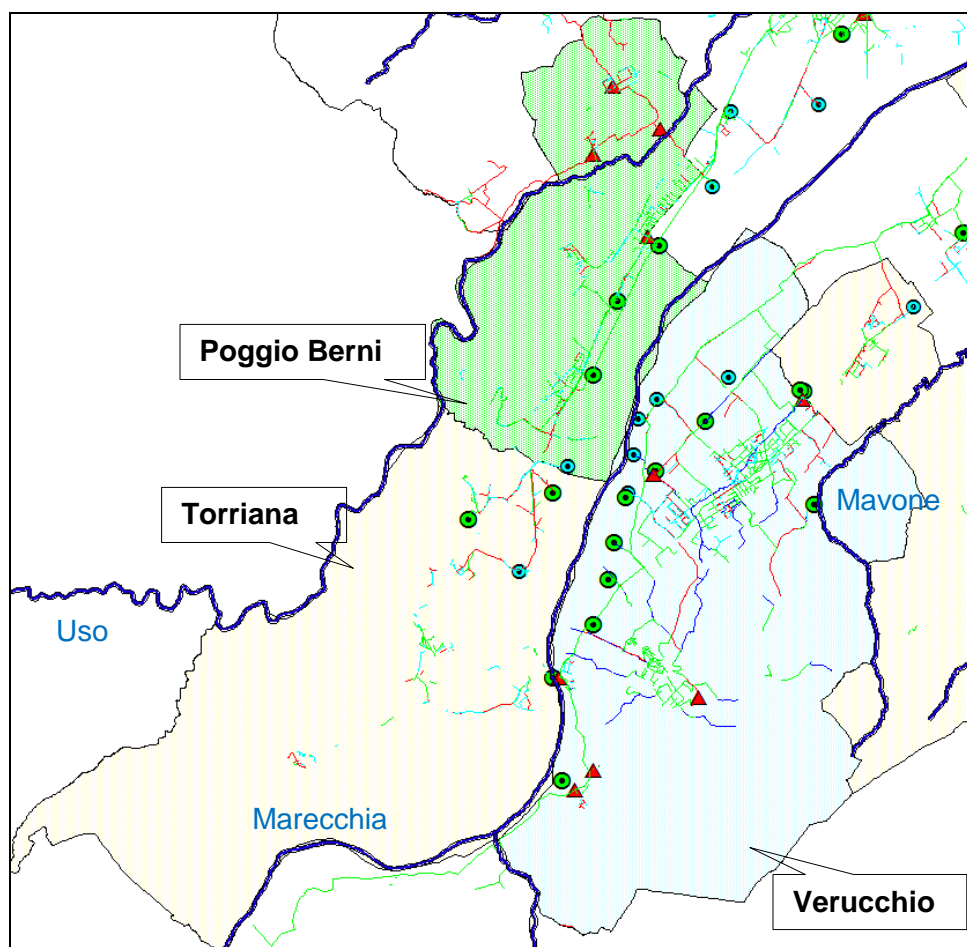 Poggio Berni
Torriana
Mavone
Uso
Marecchia
Verucchio